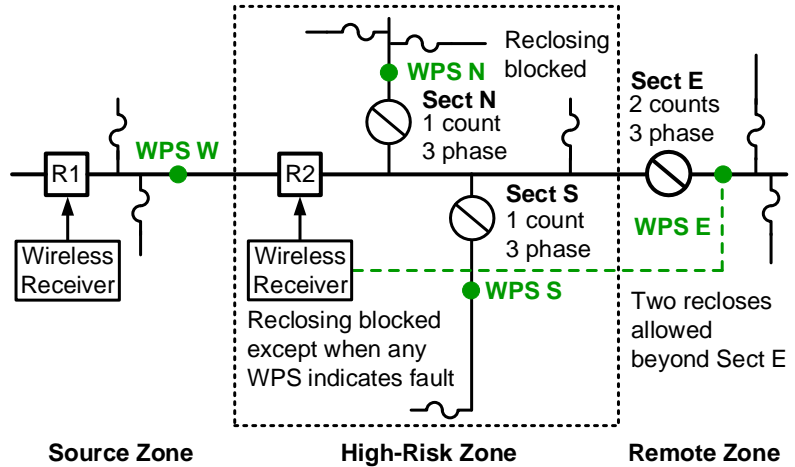 Reclosing
blocked
WPS N
Sect N
1 count
3 phase
Sect E
2 counts
3 phase
WPS W
R1
R2
Sect S
1 count
3 phase
WPS E
Wireless
Receiver
Wireless
Receiver
WPS S
Reclosing blocked
except when any
WPS indicates fault
Two recloses
allowed
beyond Sect E
Source Zone
High-Risk Zone
Remote Zone